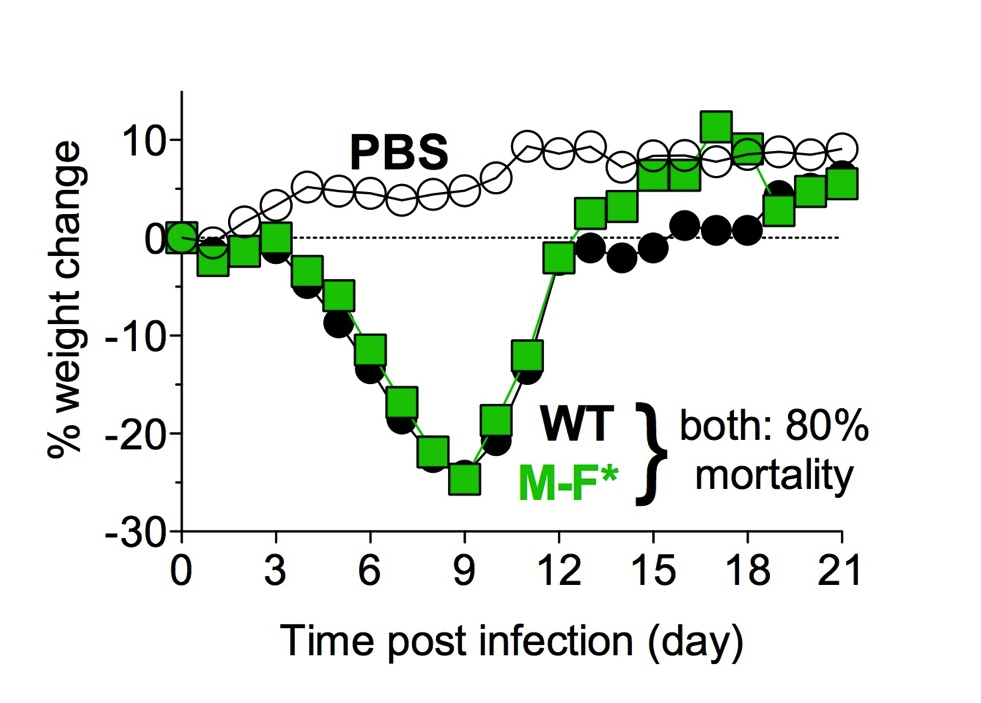 % weight change
10
0
-10
-20
-30
PBS
WT
M-F*
} both: 80%
mortality
0 3 6 9 12 15 18 21
Time post infection (day)